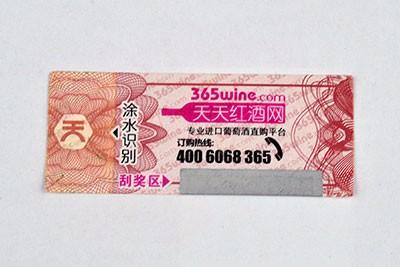 365wine.com
天天红酒网
专业进口葡萄酒直购平台
订购热线:
400 6068 365
涂水识别
天
刮奖区